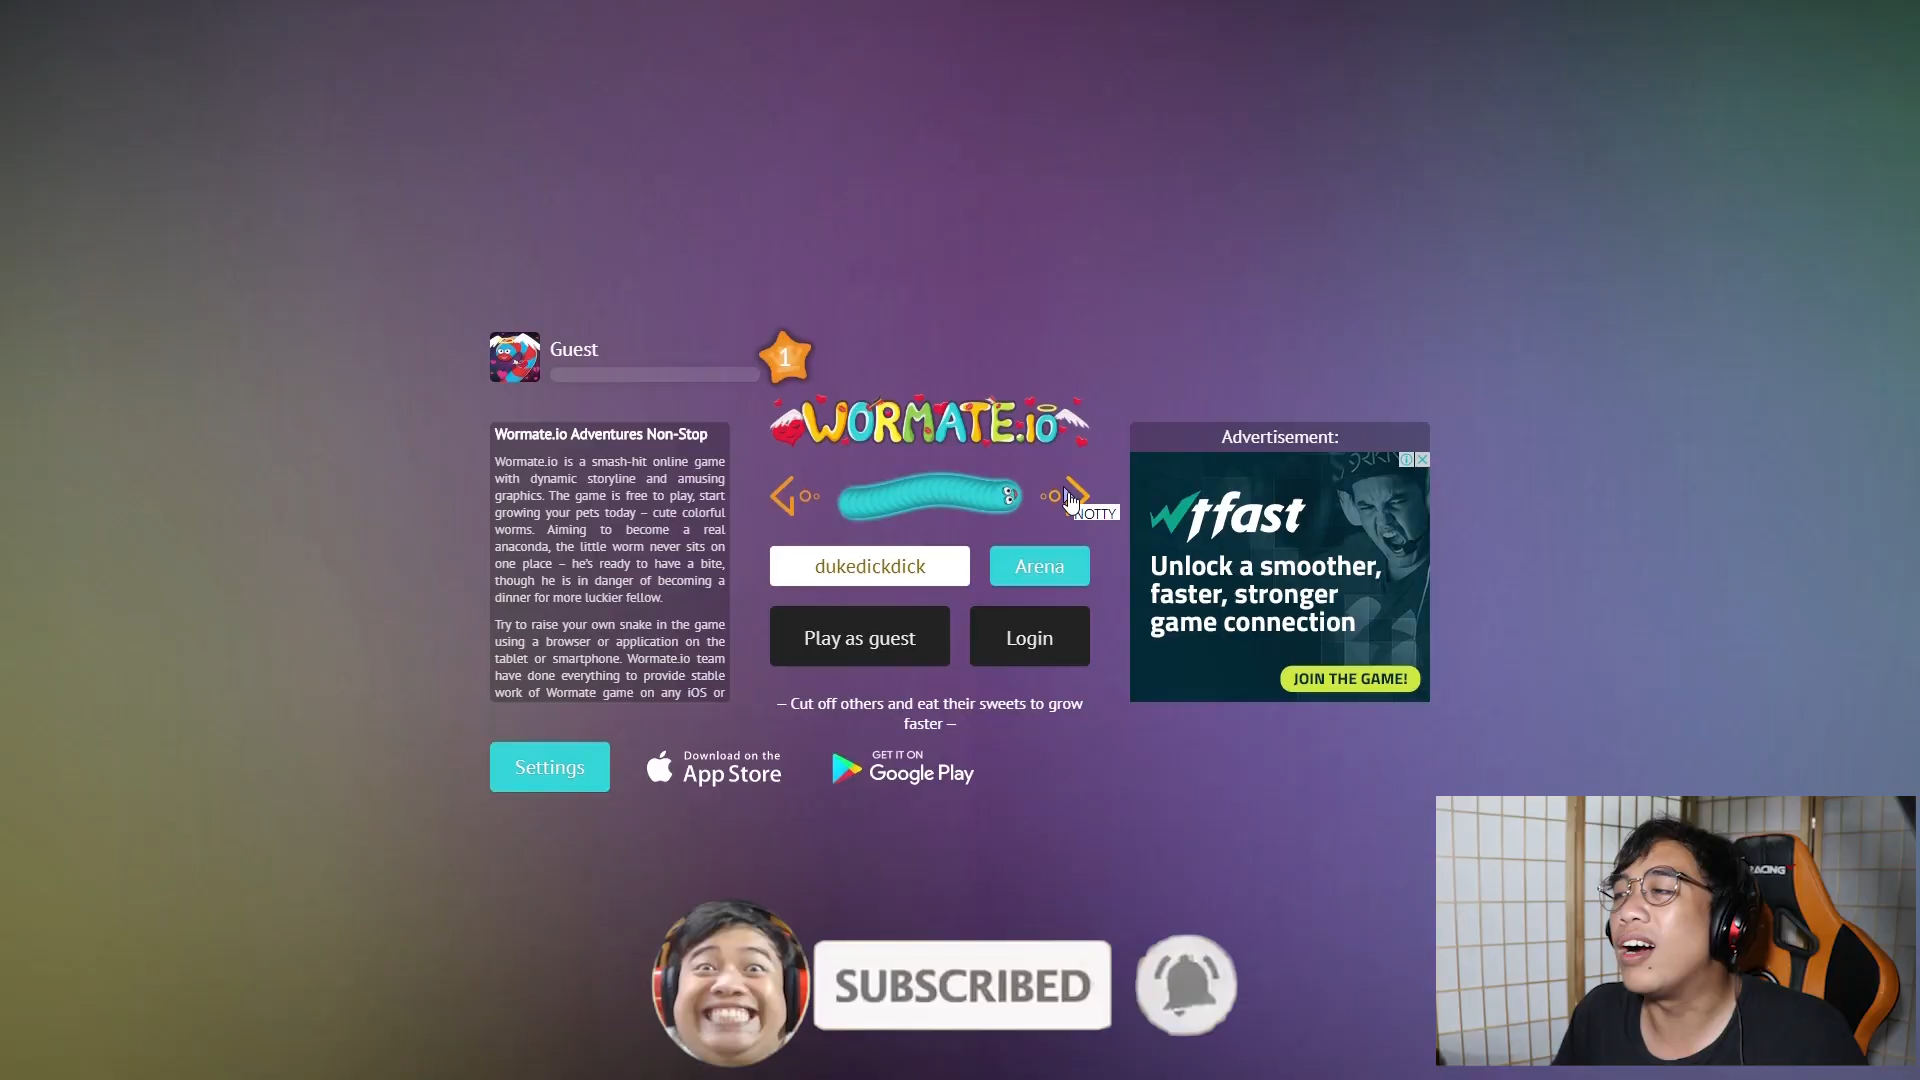 Guest
1
WORMATE.io
Wormate.io Adventures Non-Stop
Wormate.io is a smash-hit online game
with dynamic storyline and amusing
graphics. The game is free to play, start
growing your pets today – cute colorful
worms. Aiming to become a real
anaconda, the little worm never sits on
one place – he's ready to have a bite,
though he is in danger of becoming a
dinner for more luckier fellow.
Try to raise your own snake in the game
using a browser or application on the
tablet or smartphone. Wormate.io team
have done everything to provide stable
work of Wormate game on any iOS or
NOTTY
dukedickdick
Arena
Play as guest
Login
– Cut off others and eat their sweets to grow
faster –
Advertisement:
wtfast
Unlock a smoother,
faster, stronger
game connection
JOIN THE GAME!
Settings
Download on the
App Store
GET IT ON
Google Play
SUBSCRIBED
RACING